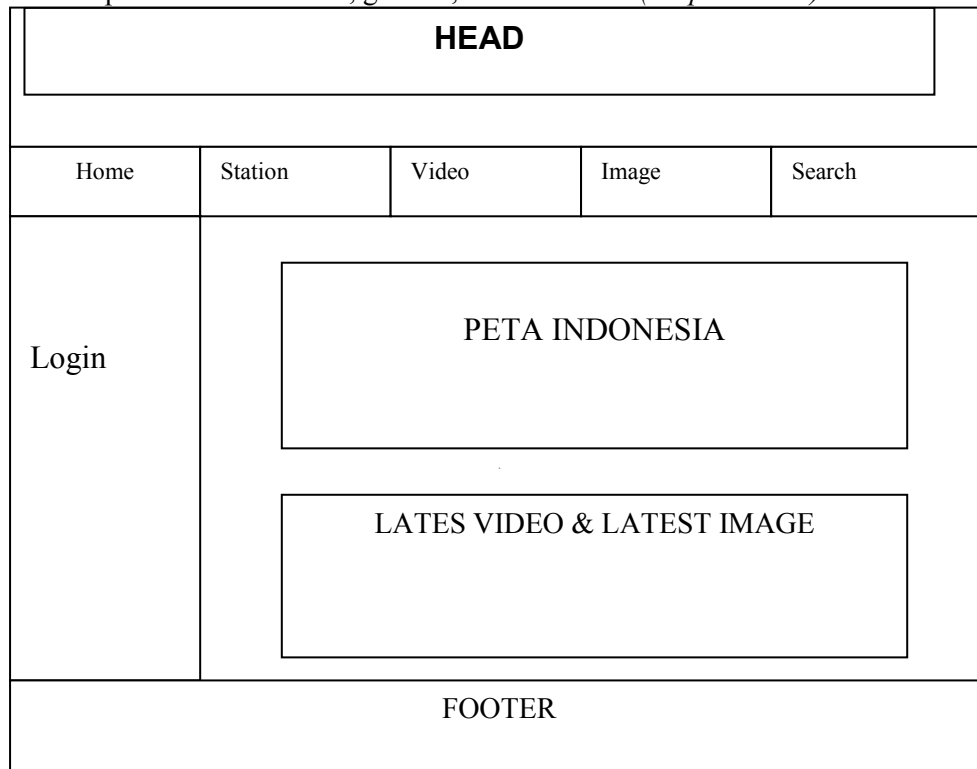 HEAD
Home Station Video Image Search
Login
PETA INDONESIA
LATES VIDEO & LATEST IMAGE
FOOTER